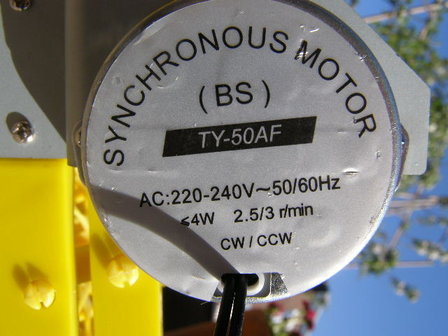 SYNCHRONOUS MOTOR
( BS )
TY-50AF
AC:220-240V~50/60Hz
≤4W 2.5/3 r/min
CW / CCW